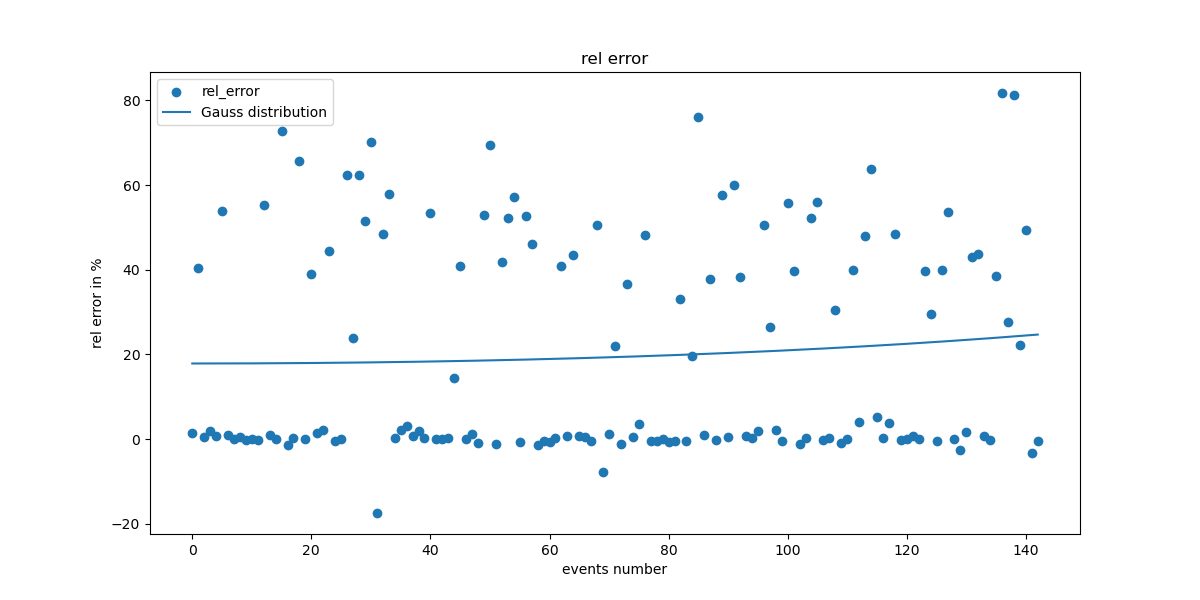 rel error
rel_error
Gauss distribution
rel error in %
80
60
40
20
0
−20
0 20 40 60 80 100 120 140
events number